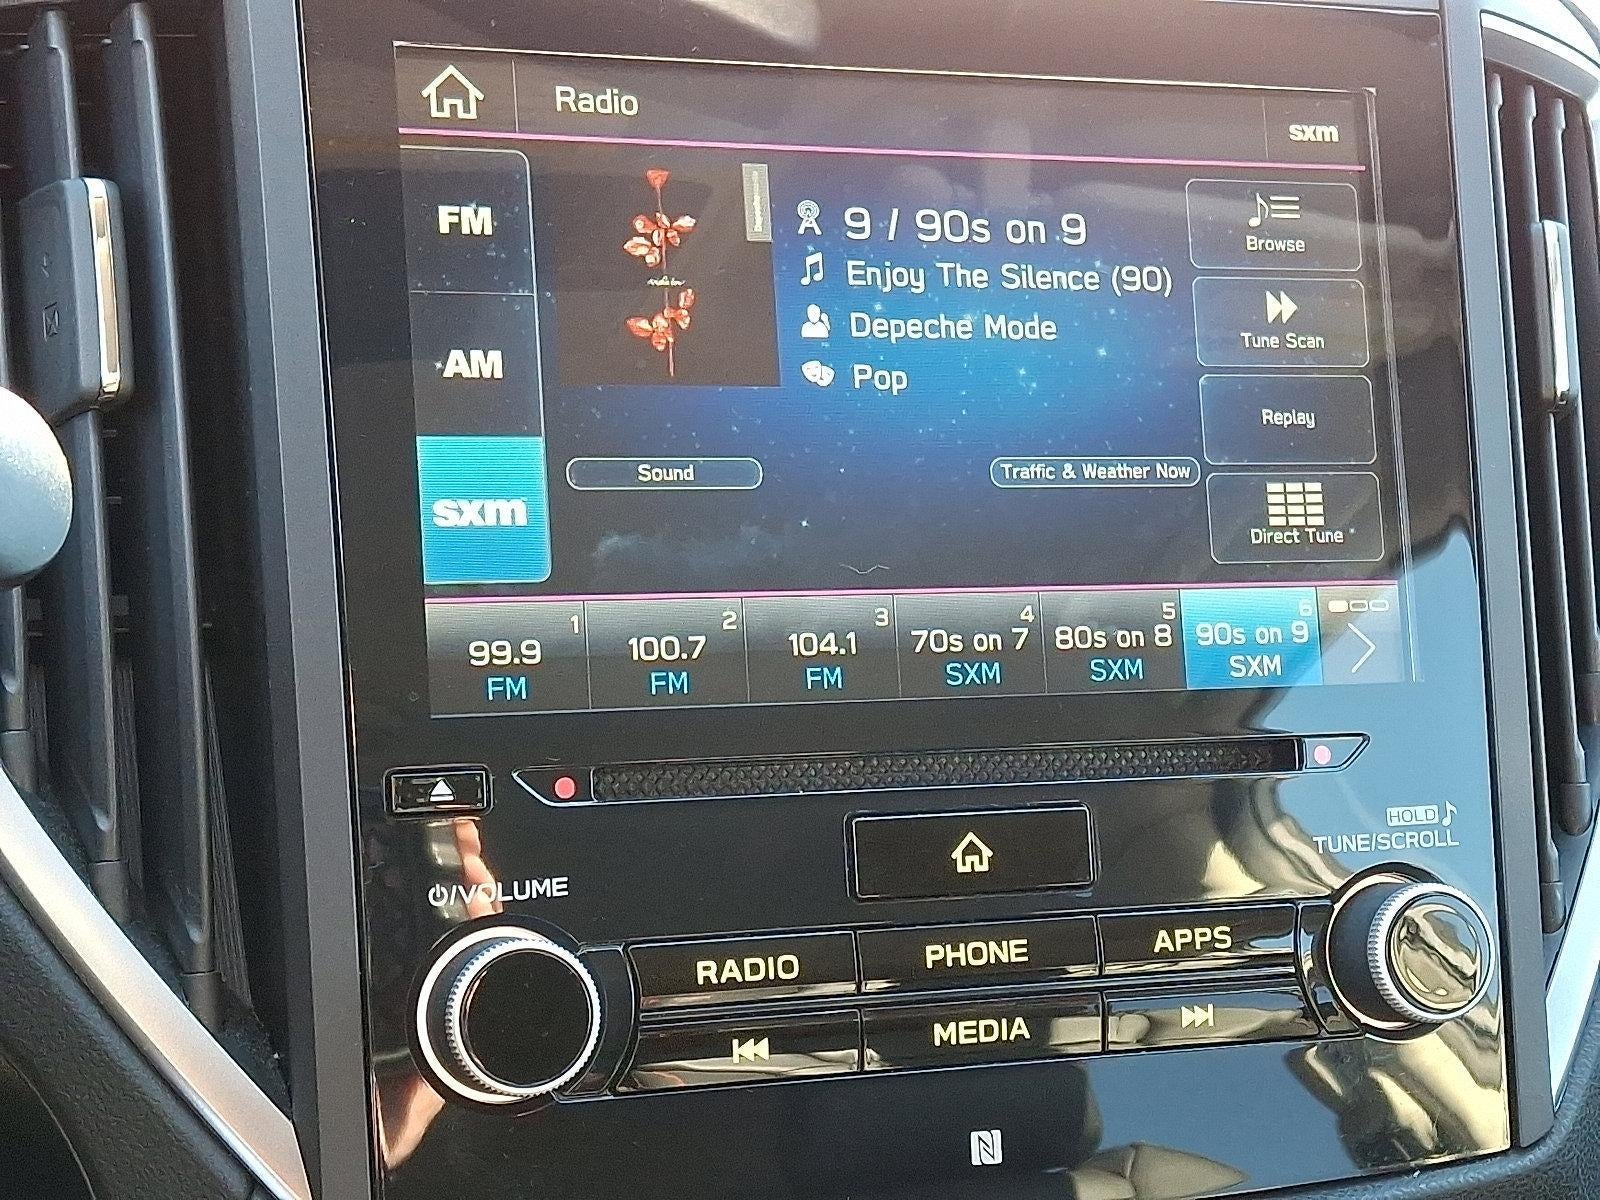 Radio
sxm
FM
AM
sxm
9 / 90s on 9
Enjoy The Silence (90)
Depeche Mode
Pop
Browse
Tune Scan
Replay
Direct Tune
Sound
Traffic & Weather Now
1
99.9
FM
2
100.7
FM
3
104.1
FM
4
70s on 7
SXM
5
80s on 8
SXM
6
90s on 9
SXM
HOLD
TUNE/SCROLL
/VOLUME
RADIO
PHONE
APPS
MEDIA